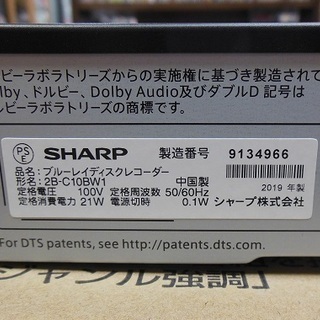 ビーラボラトリーズからの実施権に基づき製造されて
lby、ドルビー、Dolby Audio及びダブルD 記号は
ルビーラボラトリーズの商標です。
PS E SHARP 製造番号 9134966
品名：ブルーレイディスクレコーダー
形名：2B-C10BW1 中国製
定格電圧 100V 定格周波数 50/60Hz 2019 年製
定格消費電力 21W 電源切時 0.1W シャープ株式会社
For DTS patents, see http://patents.dts.com.
ジャンル強調」